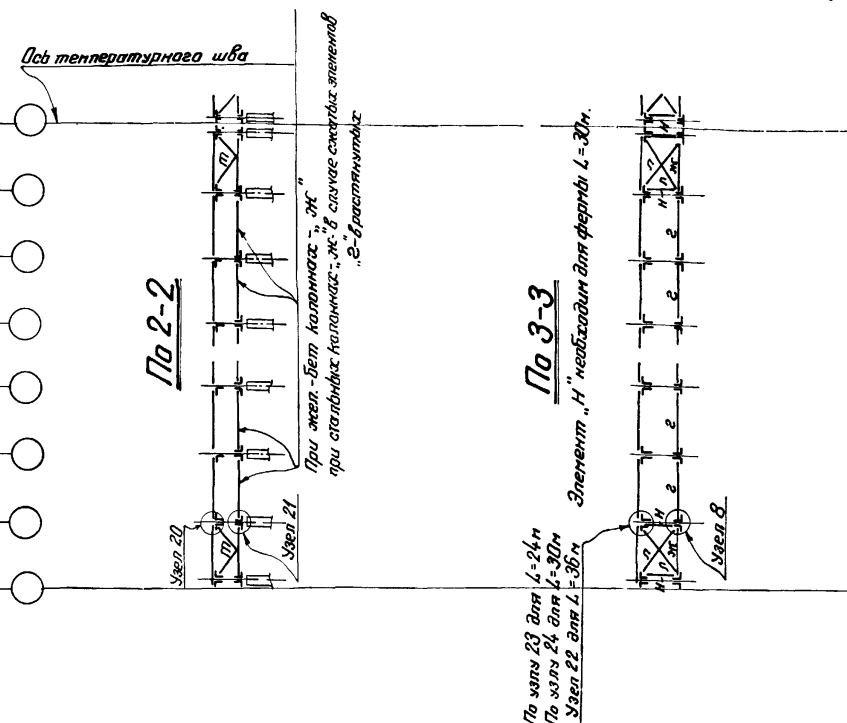 Ось температурного шва
По 2-2
т
При жел.-бет колоннах-„Ж"
при стальных колоннах-„Ж-в случае сжатых элементов
„г"-в растянутых
т
Узел 20
Узел 21
По 3-3
Элемент „Н" необходим для фермы L=30м.
н
л
л
ж
н
г
г
г
г
н
л
л
ж
н
По узлу 23 для L=24м
По узлу 24 для L=30м
Узел 22 для L=36м
Узел 8